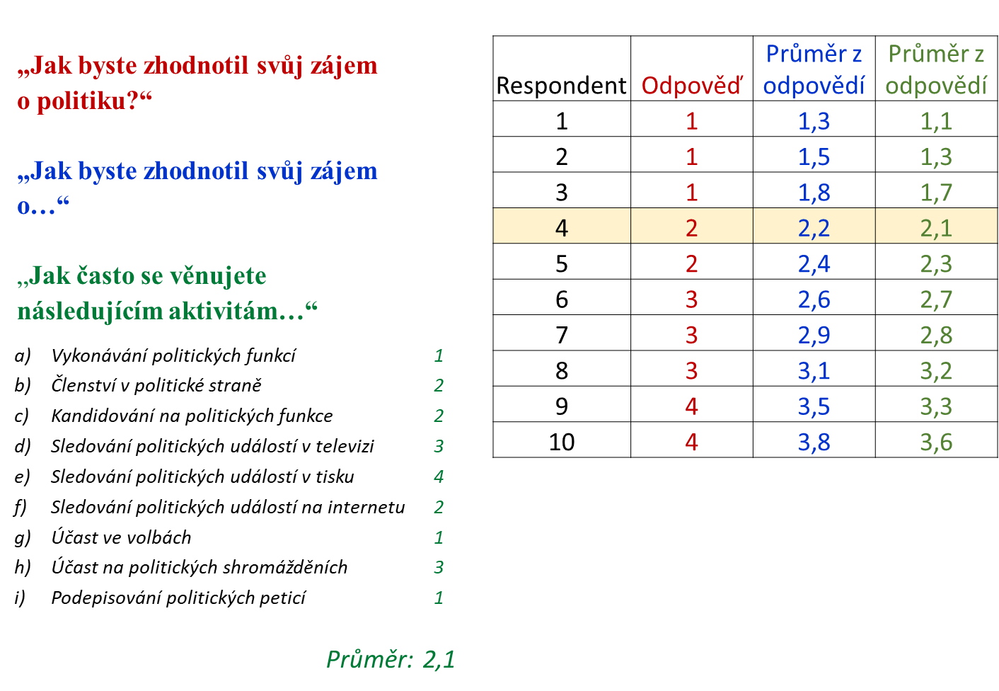 „Jak byste zhodnotil svůj zájem
o politiku?“
„Jak byste zhodnotil svůj zájem
o…“
„Jak často se věnujete
následujícím aktivitám…“
a) Vykonávání politických funkcí 1
b) Členství v politické straně 2
c) Kandidování na politických funkce 2
d) Sledování politických událostí v televizi 3
e) Sledování politických událostí v tisku 4
f) Sledování politických událostí na internetu 2
g) Účast ve volbách 1
h) Účast na politických shromážděních 3
i) Podepisování politických peticí 1
Průměr: 2,1
Průměr z Průměr z
Respondent Odpověď odpovědí odpovědí
1 1 1,3 1,1
2 1 1,5 1,3
3 1 1,8 1,7
4 2 2,2 2,1
5 2 2,4 2,3
6 3 2,6 2,7
7 3 2,9 2,8
8 3 3,1 3,2
9 4 3,5 3,3
10 4 3,8 3,6